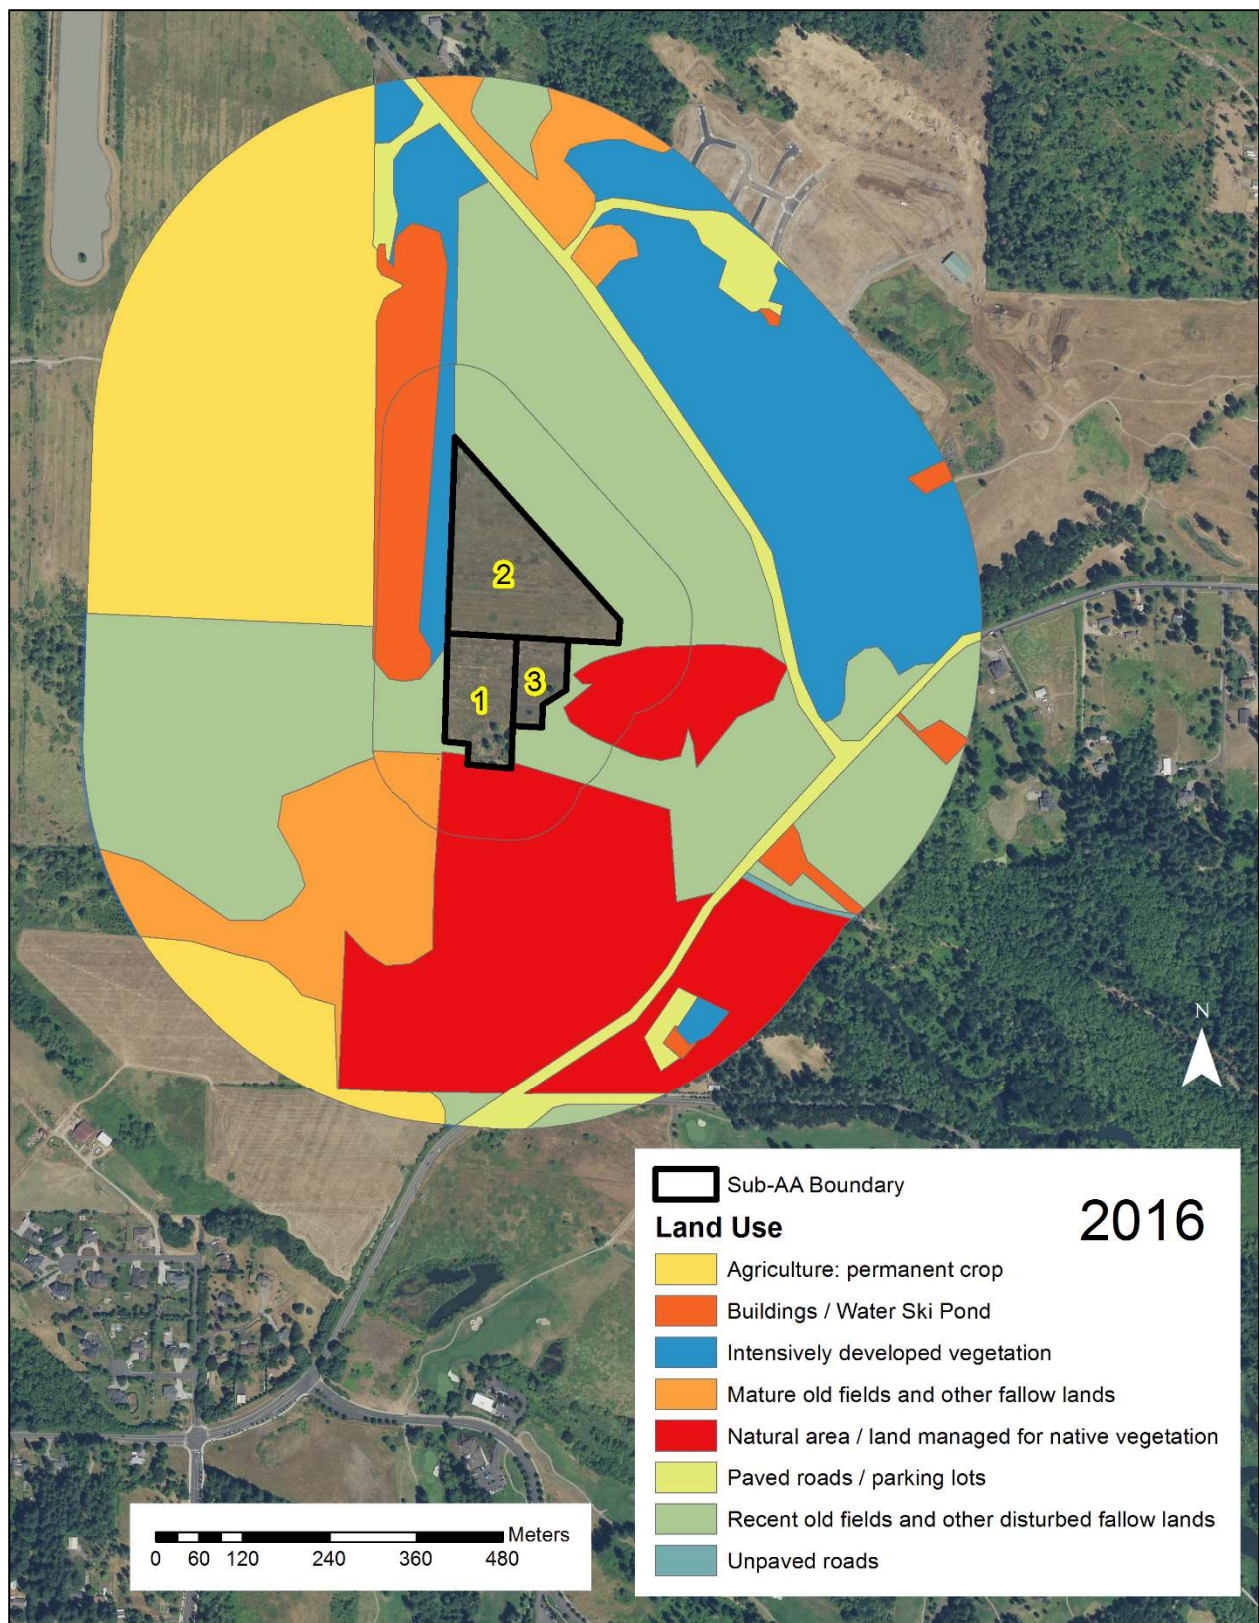 2
1
3
N
Sub-AA Boundary
2016
Land Use
Agriculture: permanent crop
Buildings / Water Ski Pond
Intensively developed vegetation
Mature old fields and other fallow lands
Natural area / land managed for native vegetation
Paved roads / parking lots
Recent old fields and other disturbed fallow lands
Unpaved roads
Meters
0 60 120 240 360 480